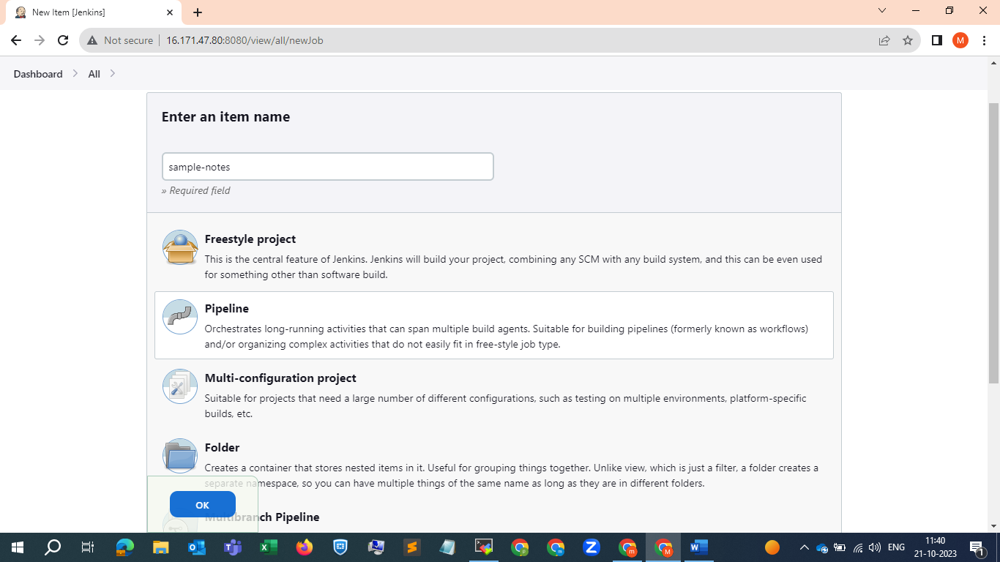 New Item [Jenkins]
Not secure
16.171.47.80:8080/view/all/newJob
M
Dashboard
All
Enter an item name
sample-notes
» Required field
Freestyle project
This is the central feature of Jenkins. Jenkins will build your project, combining any SCM with any build system, and this can be even used
for something other than software build.
Pipeline
Orchestrates long-running activities that can span multiple build agents. Suitable for building pipelines (formerly known as workflows)
and/or organizing complex activities that do not easily fit in free-style job type.
Multi-configuration project
Suitable for projects that need a large number of different configurations, such as testing on multiple environments, platform-specific
builds, etc.
Folder
Creates a container that stores nested items in it. Useful for grouping things together. Unlike view, which is just a filter, a folder creates a
separate namespace, so you can have multiple things of the same name as long as they are in different folders.
OK
Multibranch Pipeline
ENG
11:40
21-10-2023
1